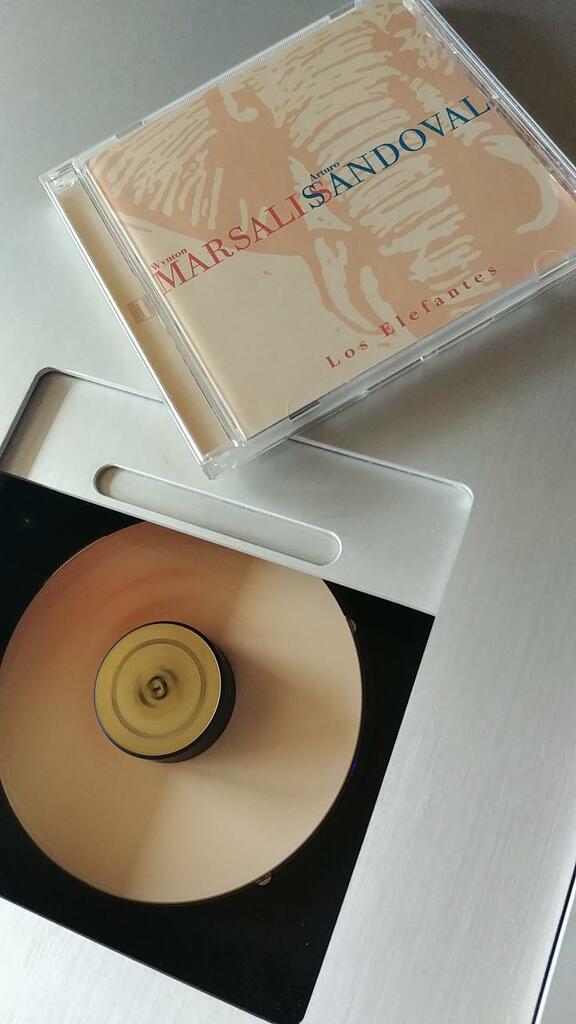 Wynton
MARSALIS
Arturo
SANDOVAL
Los Elefantes